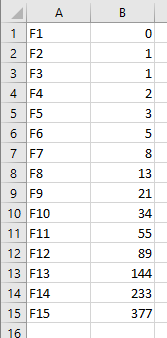 A B
1 F1 0
2 F2 1
3 F3 1
4 F4 2
5 F5 3
6 F6 5
7 F7 8
8 F8 13
9 F9 21
10 F10 34
11 F11 55
12 F12 89
13 F13 144
14 F14 233
15 F15 377
16